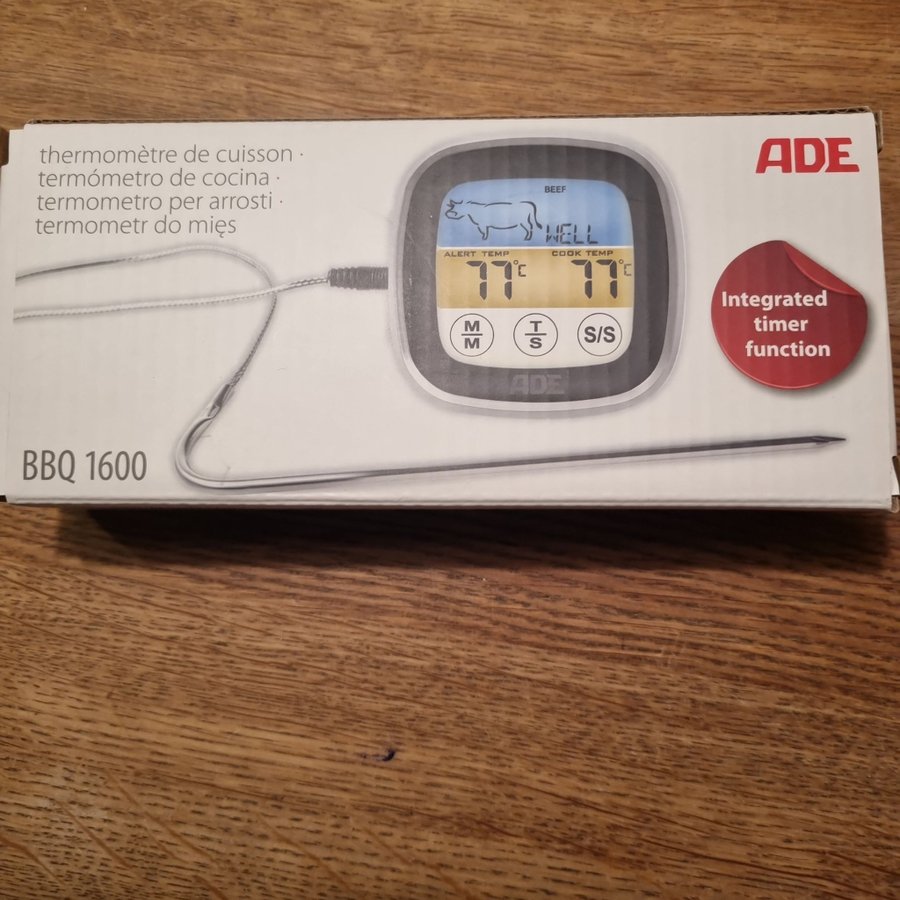 thermomètre de cuisson ·
termómetro de cocina ·
termometro per arrosti ·
termometr do mięs
ADE
BEEF
WELL
ALERT TEMP COOK TEMP
77°C 77°C
M/M T/S S/S
ADE
Integrated
timer
function
BBQ 1600